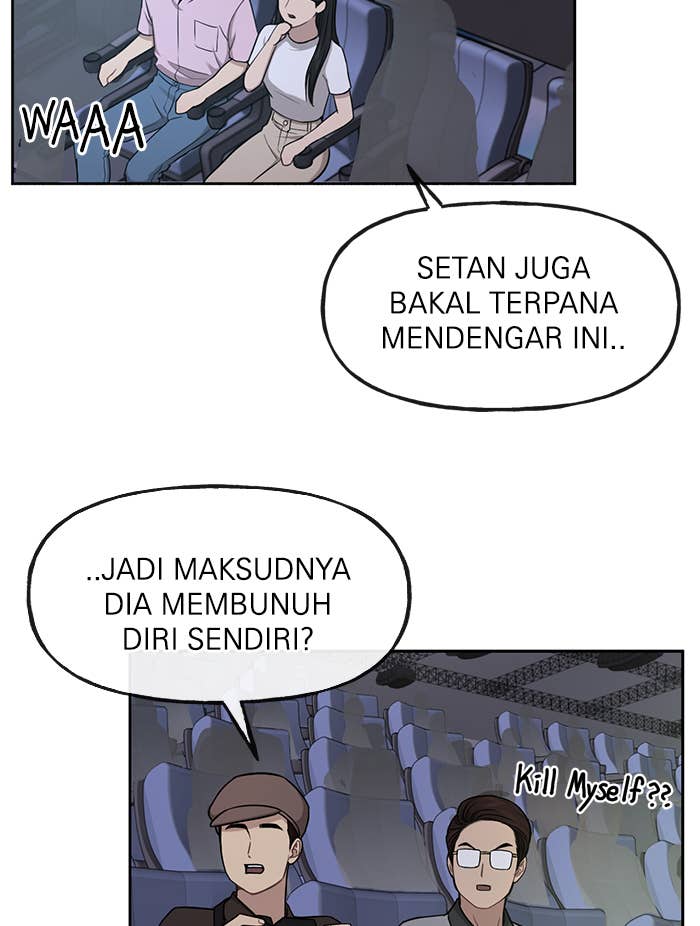 WAAA
SETAN JUGA
BAKAL TERPANA
MENDENGAR INI..
..JADI MAKSUDNYA
DIA MEMBUNUH
DIRI SENDIRI?
Kill Myself??